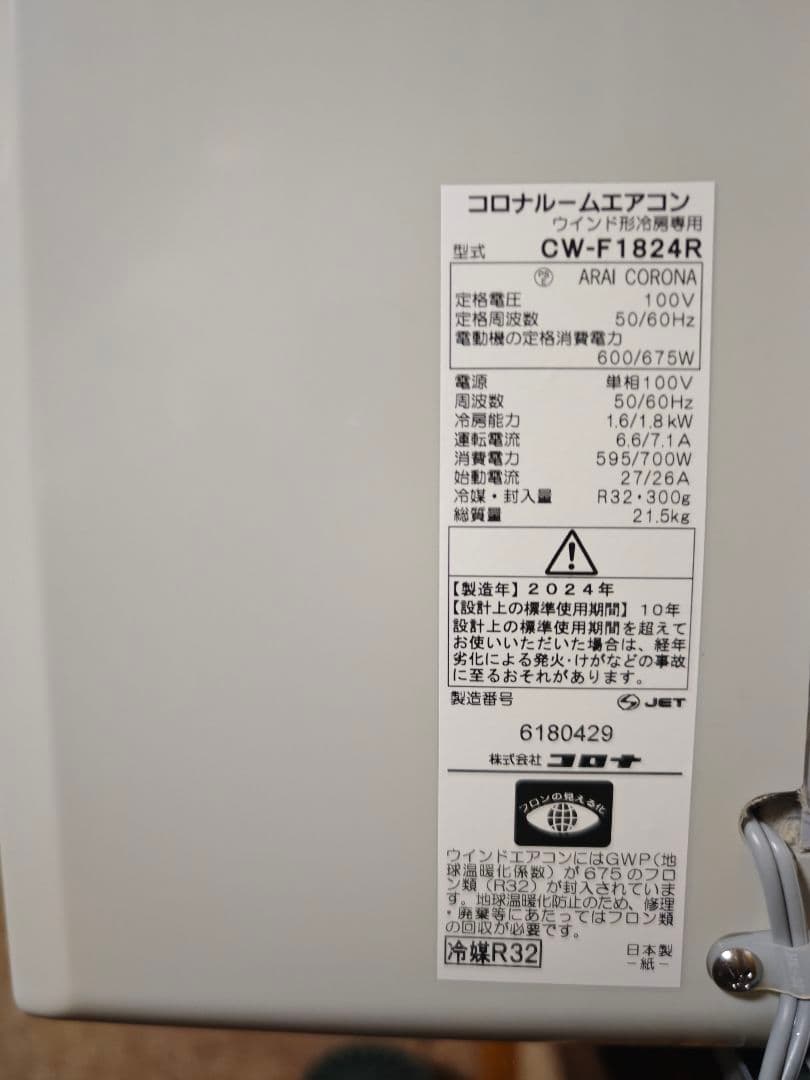 コロナルームエアコン
ウインド形冷房専用
型式 CW-F1824R
PS E ARAI CORONA
定格電圧 100V
定格周波数 50/60Hz
電動機の定格消費電力
600/675W
電源 単相100V
周波数 50/60Hz
冷房能力 1.6/1.8kW
運転電流 6.6/7.1A
消費電力 595/700W
始動電流 27/26A
冷媒・封入量 R32・300g
総質量 21.5kg
【製造年】2024年
【設計上の標準使用期間】10年
設計上の標準使用期間を超えて
お使いいただいた場合は、経年
劣化による発火・けがなどの事故
に至るおそれがあります。
製造番号 JET
6180429
株式会社 コロナ
フロンの見える化
ウインドエアコンにはGWP(地
球温暖化係数)が675のフロ
ン類(R32)が封入されていま
す。地球温暖化防止のため、修理
・廃棄等にあたってはフロン類
の回収が必要です。
冷媒R32 日本製
-紙-